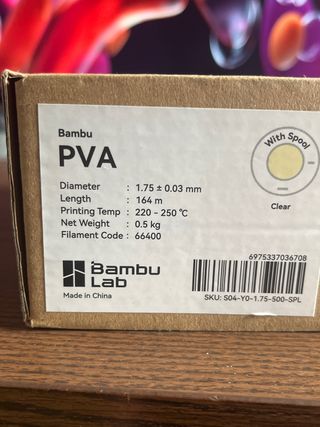 Bambu
PVA
With Spool
Clear
Diameter : 1.75 ± 0.03 mm
Length : 164 m
Printing Temp : 220 - 250 ℃
Net Weight : 0.5 kg
Filament Code : 66400
Bambu
Lab
Made in China
6975337036708
SKU: S04-Y0-1.75-500-SPL